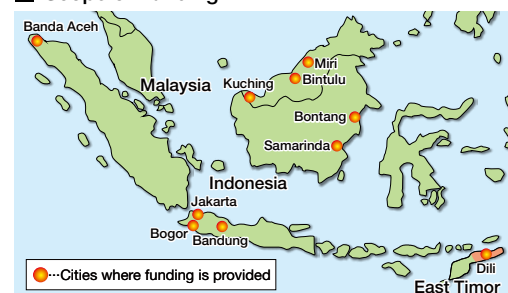 Banda Aceh
Miri
Malaysia
Kuching
Bintulu
Bontang
Samarinda
Indonesia
Jakarta
Bogor
Bandung
···Cities where funding is provided
Dili
East Timor